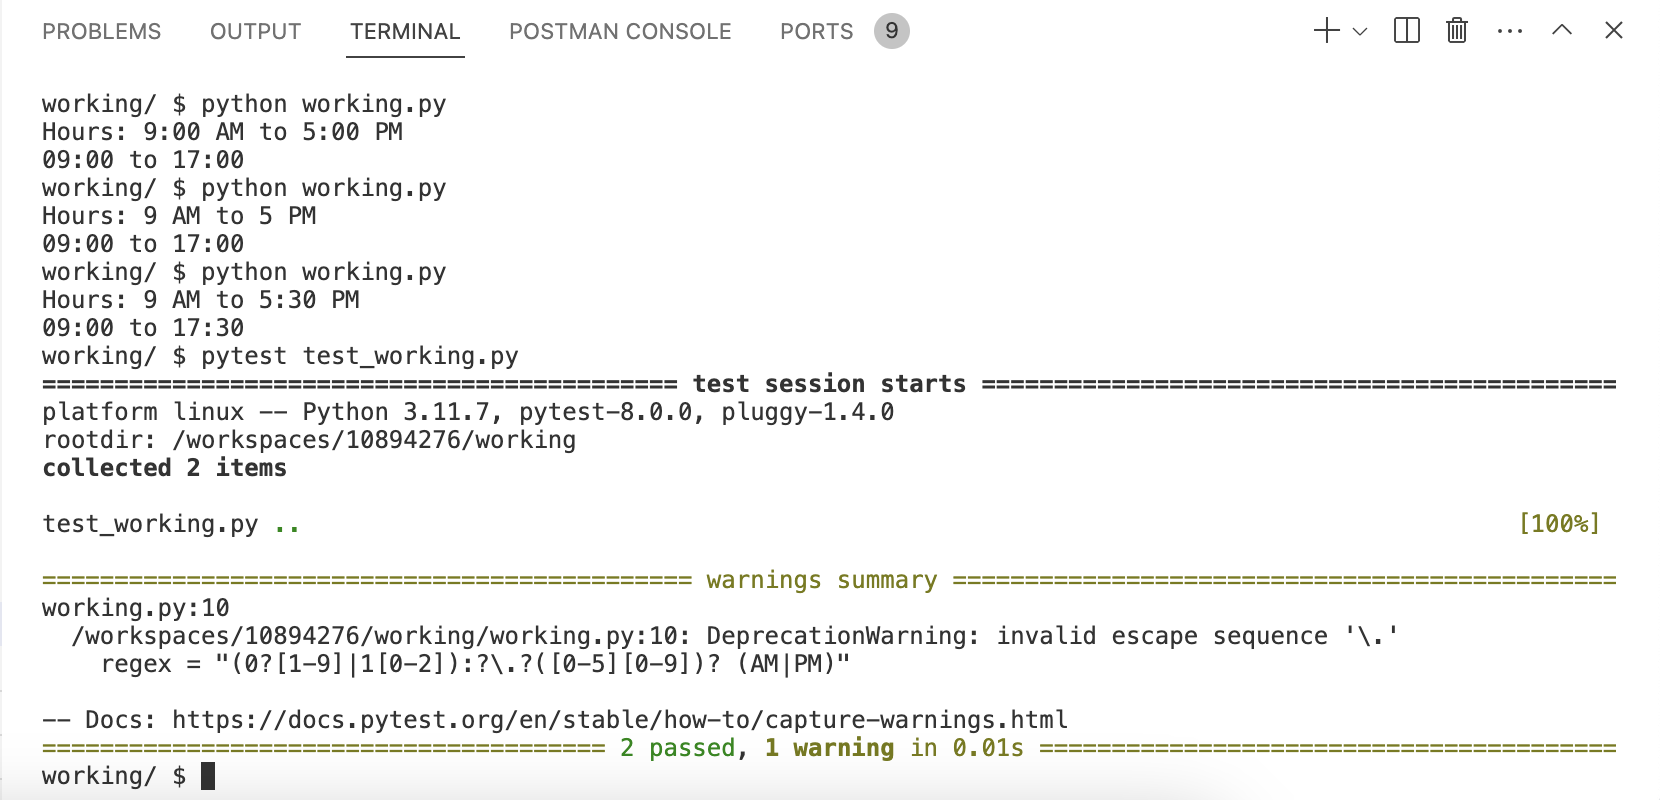 PROBLEMS OUTPUT TERMINAL POSTMAN CONSOLE PORTS 9
working/ $ python working.py
Hours: 9:00 AM to 5:00 PM
09:00 to 17:00
working/ $ python working.py
Hours: 9 AM to 5 PM
09:00 to 17:00
working/ $ python working.py
Hours: 9 AM to 5:30 PM
09:00 to 17:30
working/ $ pytest test_working.py
============================================ test session starts ============================================
platform linux -- Python 3.11.7, pytest-8.0.0, pluggy-1.4.0
rootdir: /workspaces/10894276/working
collected 2 items

test_working.py .. [100%]

============================================= warnings summary ==============================================
working.py:10
  /workspaces/10894276/working/working.py:10: DeprecationWarning: invalid escape sequence '\.'
    regex = "(0?[1-9]|1[0-2]):?\.?([0-5][0-9])? (AM|PM)"

-- Docs: https://docs.pytest.org/en/stable/how-to/capture-warnings.html
======================================= 2 passed, 1 warning in 0.01s ========================================
working/ $